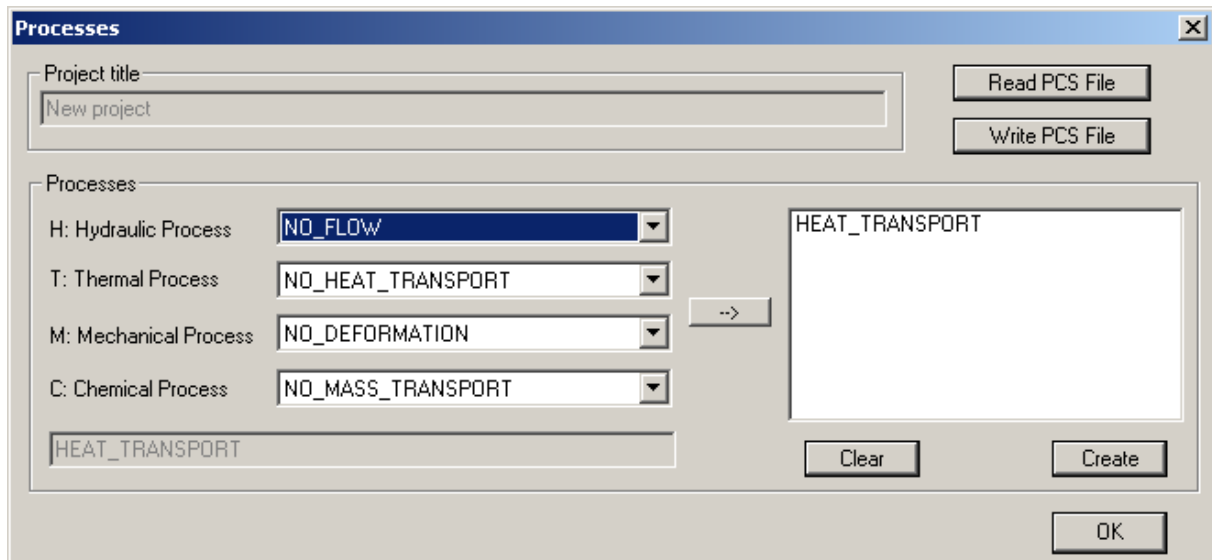 Processes
Project title
New project
Read PCS File
Write PCS File
Processes
H: Hydraulic Process
NO_FLOW
T: Thermal Process
NO_HEAT_TRANSPORT
M: Mechanical Process
NO_DEFORMATION
C: Chemical Process
NO_MASS_TRANSPORT
HEAT_TRANSPORT
-->
HEAT_TRANSPORT
Clear
Create
OK